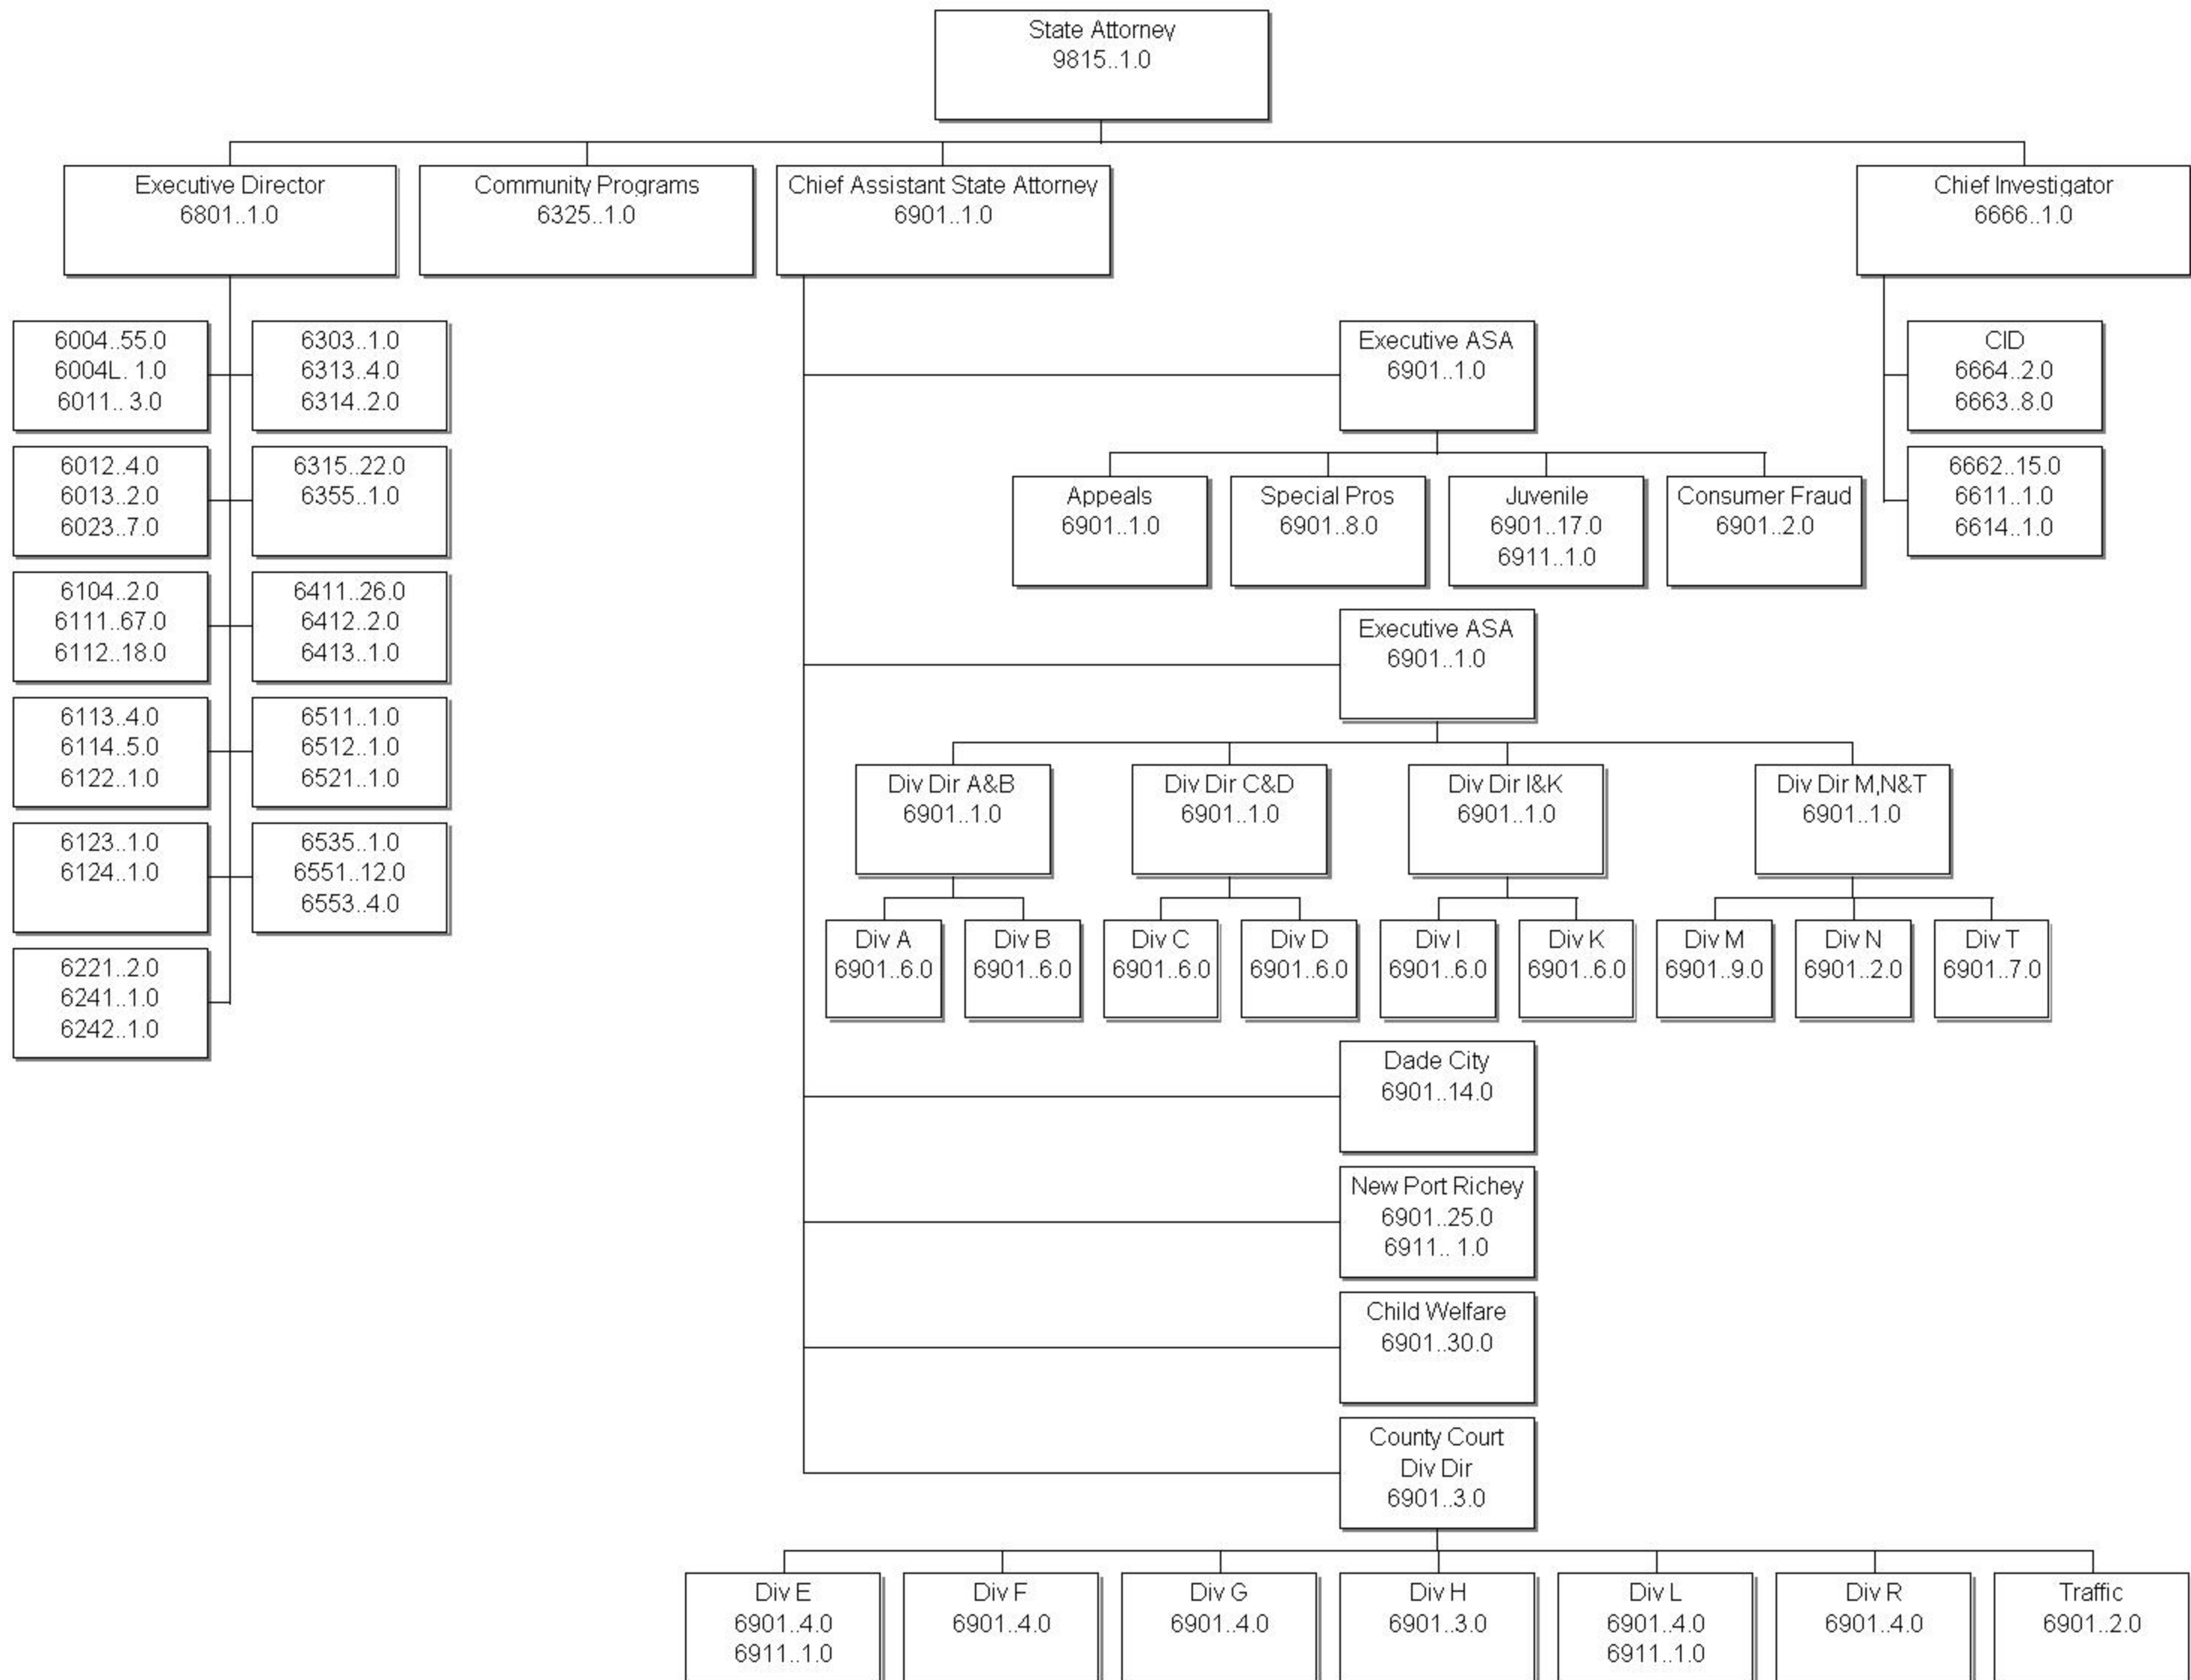 State Attorney
9815..1.0
Executive Director
6801..1.0
Community Programs
6325..1.0
Chief Assistant State Attorney
6901..1.0
Chief Investigator
6666..1.0
6004..55.0
6004L. 1.0
6011.. 3.0
6303..1.0
6313..4.0
6314..2.0
6012..4.0
6013..2.0
6023..7.0
6315..22.0
6355..1.0
6104..2.0
6111..67.0
6112..18.0
6411..26.0
6412..2.0
6413..1.0
6113..4.0
6114..5.0
6122..1.0
6511..1.0
6512..1.0
6521..1.0
6123..1.0
6124..1.0
6535..1.0
6551..12.0
6553..4.0
6221..2.0
6241..1.0
6242..1.0
Executive ASA
6901..1.0
Appeals
6901..1.0
Special Pros
6901..8.0
Juvenile
6901..17.0
6911..1.0
Consumer Fraud
6901..2.0
CID
6664..2.0
6663..8.0
6662..15.0
6611..1.0
6614..1.0
Executive ASA
6901..1.0
Div Dir A&B
6901..1.0
Div Dir C&D
6901..1.0
Div Dir I&K
6901..1.0
Div Dir M,N&T
6901..1.0
Div A
6901..6.0
Div B
6901..6.0
Div C
6901..6.0
Div D
6901..6.0
Div I
6901..6.0
Div K
6901..6.0
Div M
6901..9.0
Div N
6901..2.0
Div T
6901..7.0
Dade City
6901..14.0
New Port Richey
6901..25.0
6911.. 1.0
Child Welfare
6901..30.0
County Court
Div Dir
6901..3.0
Div E
6901..4.0
6911..1.0
Div F
6901..4.0
Div G
6901..4.0
Div H
6901..3.0
Div L
6901..4.0
6911..1.0
Div R
6901..4.0
Traffic
6901..2.0